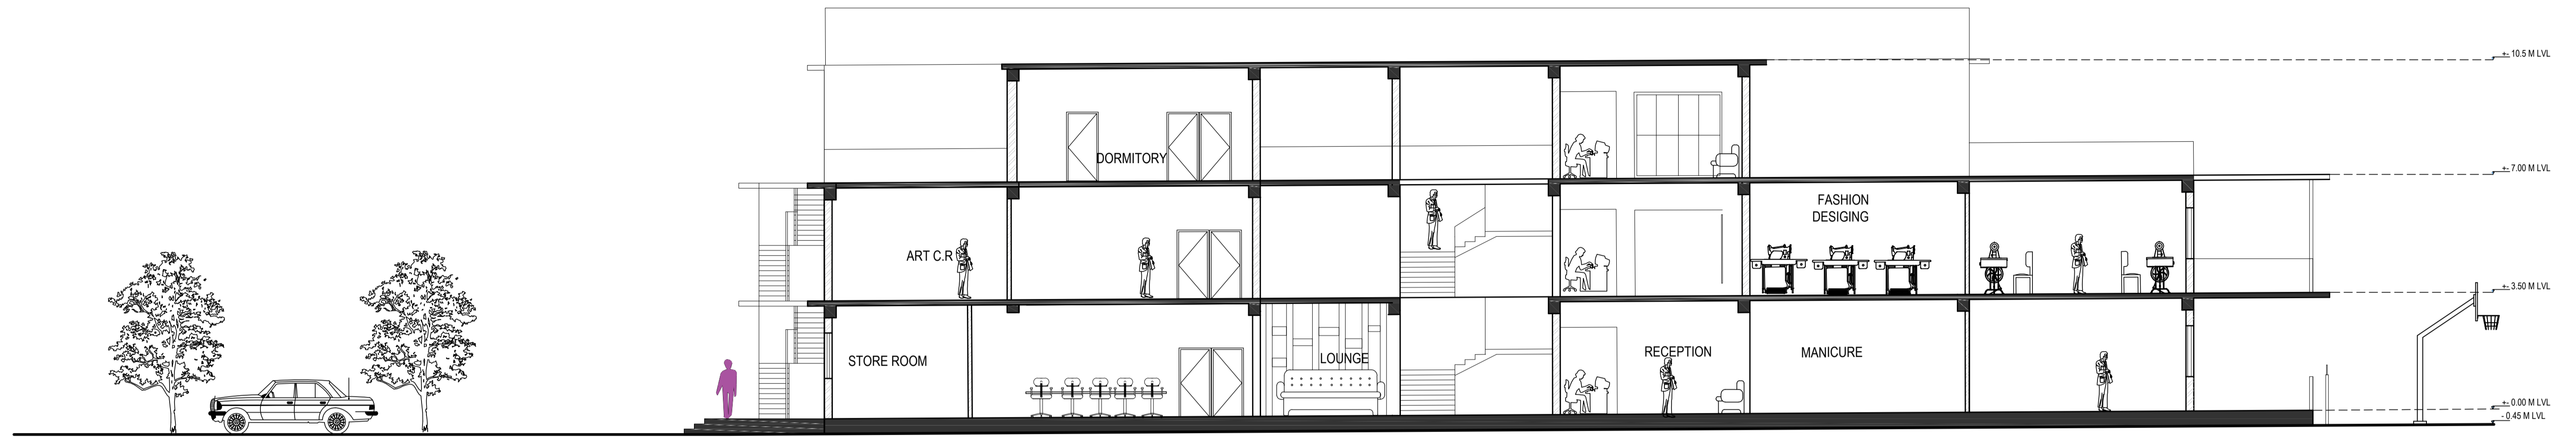 +- 10.5 M LVL
DORMITORY
+- 7.00 M LVL
FASHION
DESIGING
ART C.R
+- 3.50 M LVL
STORE ROOM
LOUNGE
RECEPTION
MANICURE
+- 0.00 M LVL
- 0.45 M LVL